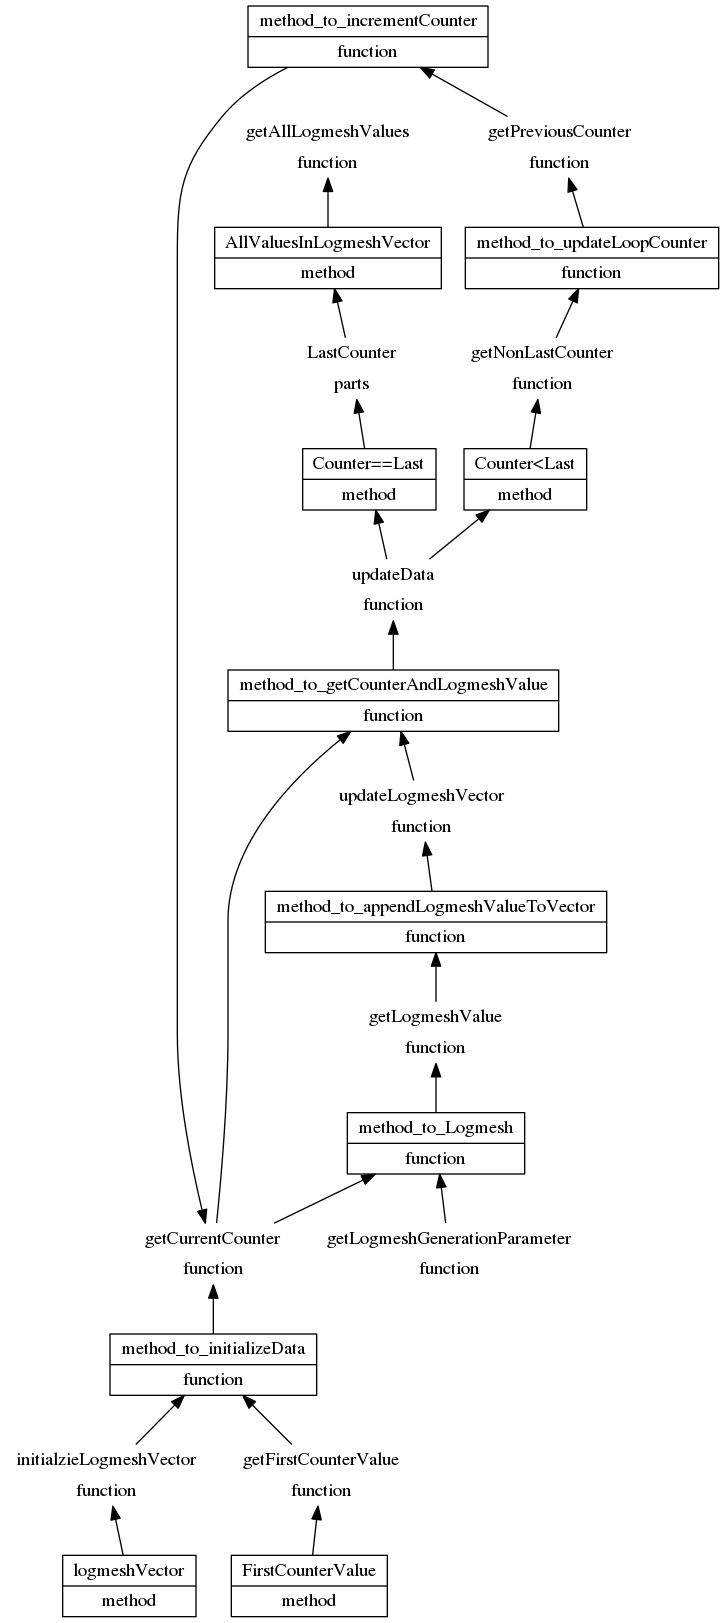 method_to_incrementCounter
function
getAllLogmeshValues
function
getPreviousCounter
function
AllValuesInLogmeshVector
method
method_to_updateLoopCounter
function
LastCounter
parts
getNonLastCounter
function
Counter==Last
method
Counter<Last
method
updateData
function
method_to_getCounterAndLogmeshValue
function
updateLogmeshVector
function
method_to_appendLogmeshValueToVector
function
getLogmeshValue
function
method_to_Logmesh
function
getCurrentCounter
function
getLogmeshGenerationParameter
function
method_to_initializeData
function
initialzieLogmeshVector
function
getFirstCounterValue
function
logmeshVector
method
FirstCounterValue
method